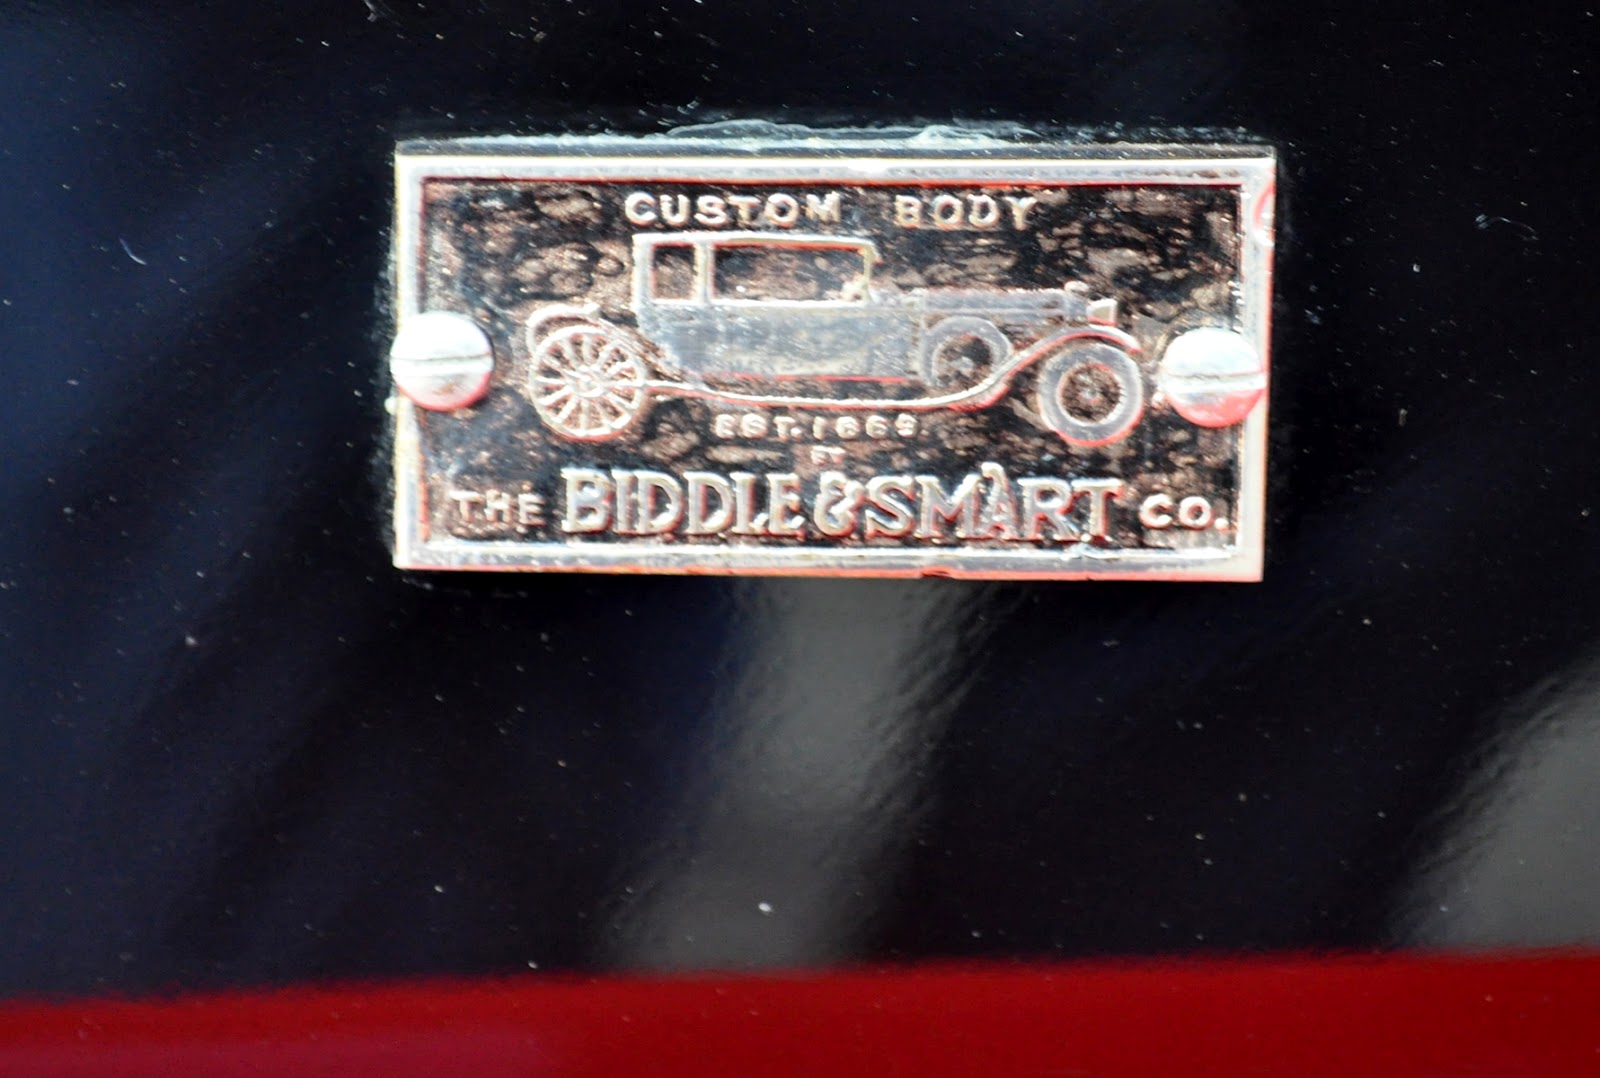 CUSTOM BODY
EST. 1869
BY
THE BIDDLE & SMART CO.